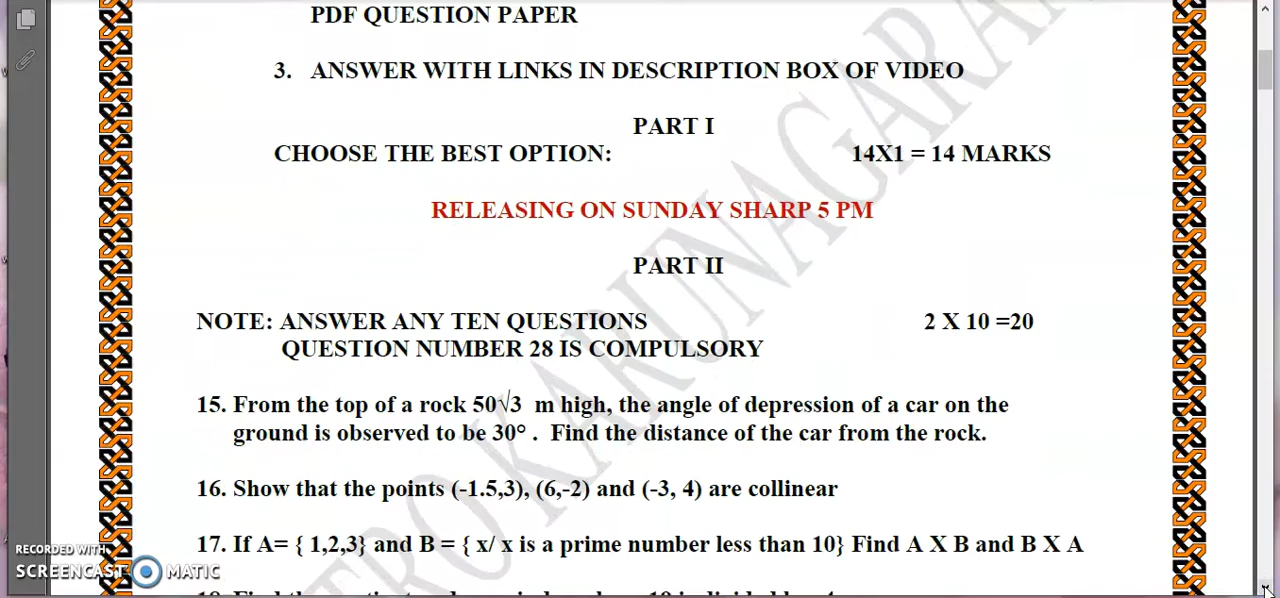 PDF QUESTION PAPER
3. ANSWER WITH LINKS IN DESCRIPTION BOX OF VIDEO
PART I
CHOOSE THE BEST OPTION: 14X1 = 14 MARKS
RELEASING ON SUNDAY SHARP 5 PM
PART II
NOTE: ANSWER ANY TEN QUESTIONS 2 X 10 =20
QUESTION NUMBER 28 IS COMPULSORY
15. From the top of a rock 50√3 m high, the angle of depression of a car on the
ground is observed to be 30° . Find the distance of the car from the rock.
16. Show that the points (-1.5,3), (6,-2) and (-3, 4) are collinear
17. If A= { 1,2,3} and B = { x/ x is a prime number less than 10} Find A X B and B X A
RECORDED WITH
SCREENCAST MATIC
KARUNAGARAN